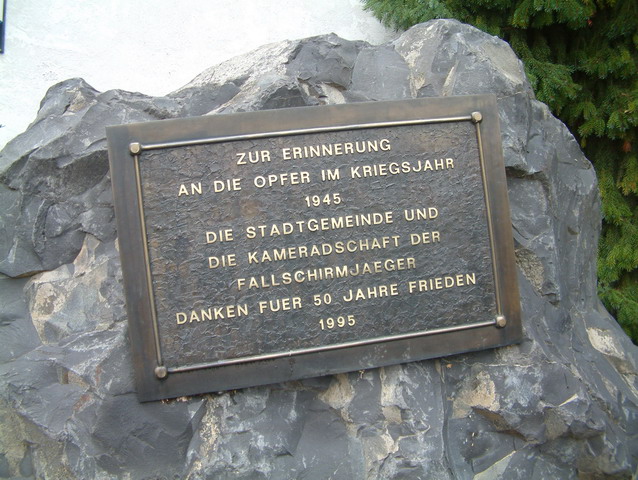 ZUR ERINNERUNG
AN DIE OPFER IM KRIEGSJAHR
1945
DIE STADTGEMEINDE UND
DIE KAMERADSCHAFT DER
FALLSCHIRMJAEGER
DANKEN FUER 50 JAHRE FRIEDEN
1995